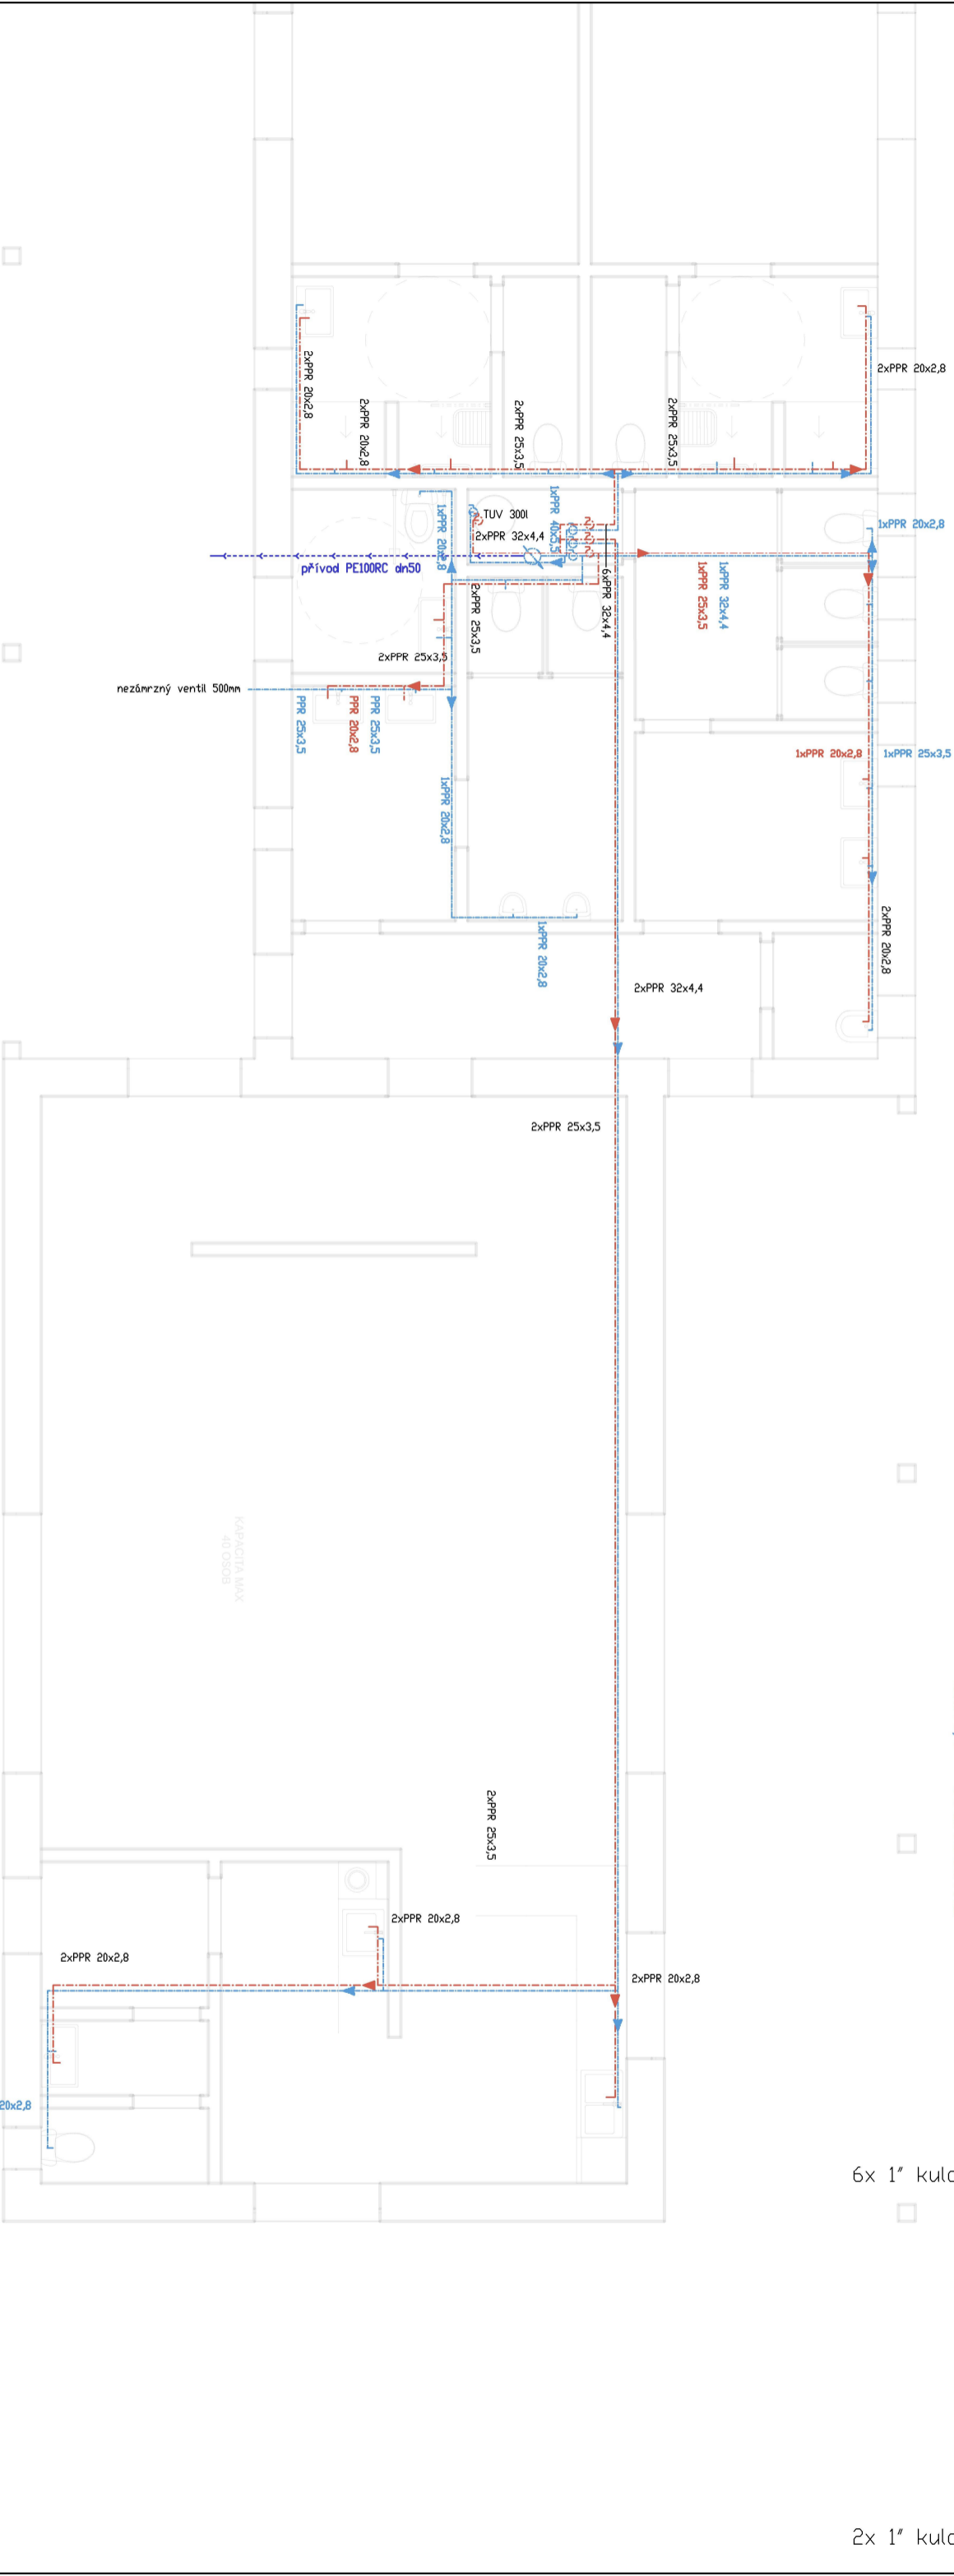 2xPPR 20x2,8
2xPPR 20x2,8
2xPPR 20x2,8
2xPPR 25x3,5
2xPPR 25x3,5
1xPPR 20x2,8
TUV 300l
2xPPR 32x4,4
1xPPR 40x5,5
1xPPR 20x2,8
přívod PE100RC dn50
6xPPR 32x4,4
1xPPR 25x3,5
1xPPR 32x4,4
2xPPR 25x3,5
2xPPR 25x3,5
nezámrzný ventil 500mm
PPR 25x3,5
PPR 20x2,8
PPR 25x3,5
1xPPR 20x2,8
1xPPR 25x3,5
1xPPR 20x2,8
1xPPR 20x2,8
2xPPR 20x2,8
2xPPR 32x4,4
2xPPR 25x3,5
KAPACITA MAX
40 OSOB
2xPPR 25x3,5
2xPPR 20x2,8
2xPPR 20x2,8
2xPPR 20x2,8
20x2,8
6x 1″ kulo
2x 1″ kulo